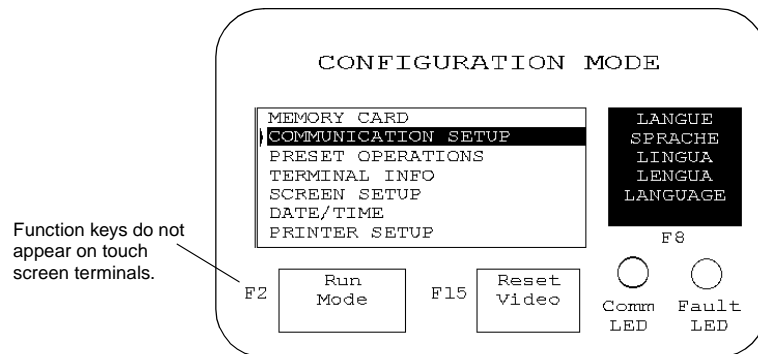 CONFIGURATION MODE
MEMORY CARD
COMMUNICATION SETUP
PRESET OPERATIONS
TERMINAL INFO
SCREEN SETUP
DATE/TIME
PRINTER SETUP
LANGUE
SPRACHE
LINGUA
LENGUA
LANGUAGE
F8
Function keys do not
appear on touch
screen terminals.
F2
Run
Mode
F15
Reset
Video
Comm
LED
Fault
LED